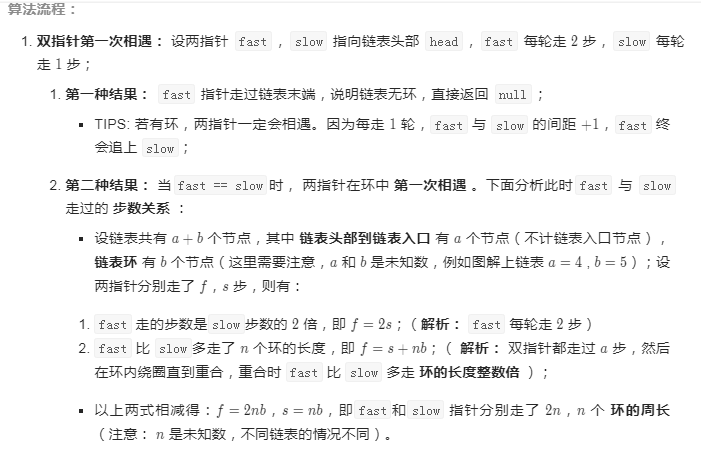 算法流程：
1. 双指针第一次相遇： 设两指针 fast ，slow 指向链表头部 head ，fast 每轮走 2 步，slow 每轮
走 1 步；
1. 第一种结果： fast 指针走过链表末端，说明链表无环，直接返回 null ；
▪ TIPS: 若有环，两指针一定会相遇。因为每走 1 轮，fast 与 slow 的间距 +1，fast 终
会追上 slow ；
2. 第二种结果： 当 fast == slow 时， 两指针在环中 第一次相遇 。下面分析此时 fast 与 slow
走过的 步数关系 ：
▪ 设链表共有 a + b 个节点，其中 链表头部到链表入口 有 a 个节点（不计链表入口节点），
链表环 有 b 个节点（这里需要注意，a 和 b 是未知数，例如图解上链表 a = 4 , b = 5）；设
两指针分别走了 f，s 步，则有：
1. fast 走的步数是 slow 步数的 2 倍，即 f = 2s；（解析： fast 每轮走 2 步）
2. fast 比 slow 多走了 n 个环的长度，即 f = s + nb；（ 解析： 双指针都走过 a 步，然后
在环内绕圈直到重合，重合时 fast 比 slow 多走 环的长度整数倍 ）；
▪ 以上两式相减得：f = 2nb，s = nb，即 fast 和 slow 指针分别走了 2n，n 个 环的周长
（注意： n 是未知数，不同链表的情况不同）。